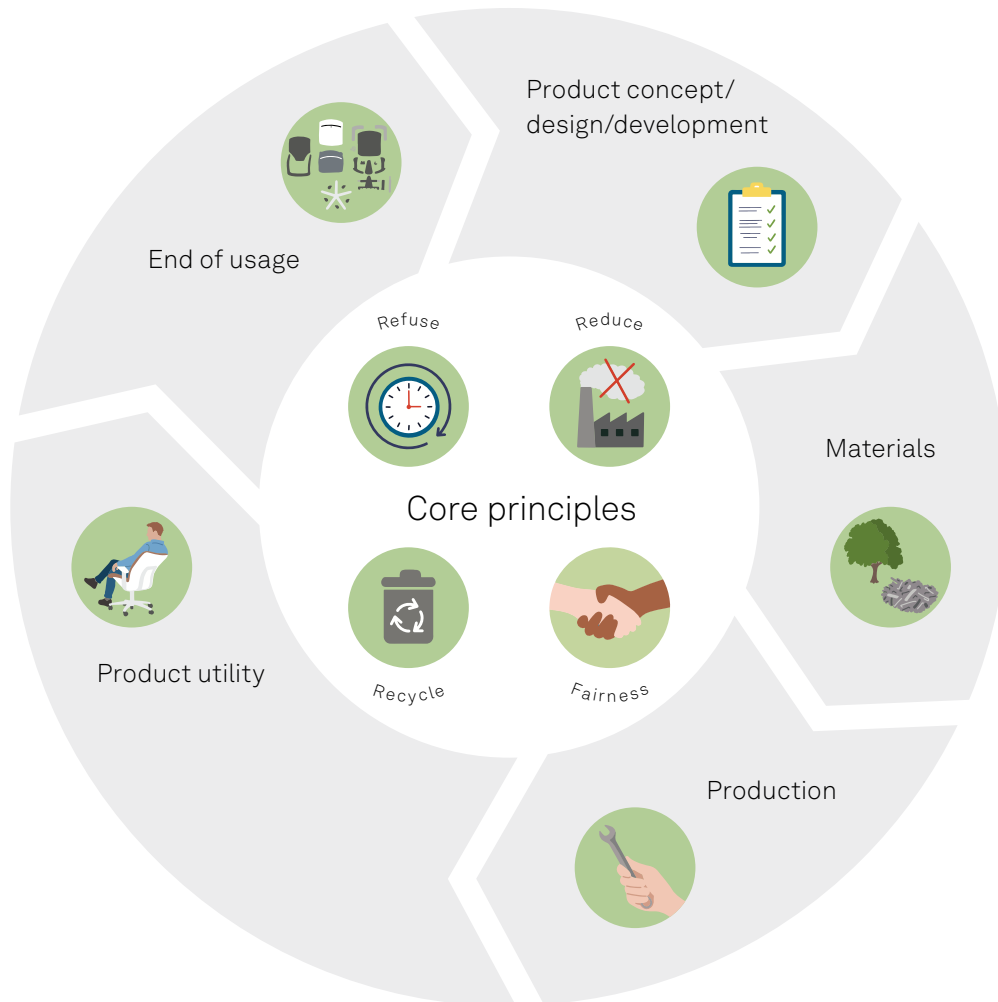 Product concept/
design/development
End of usage
Refuse
Reduce
Materials
Core principles
Product utility
Recycle
Fairness
Production